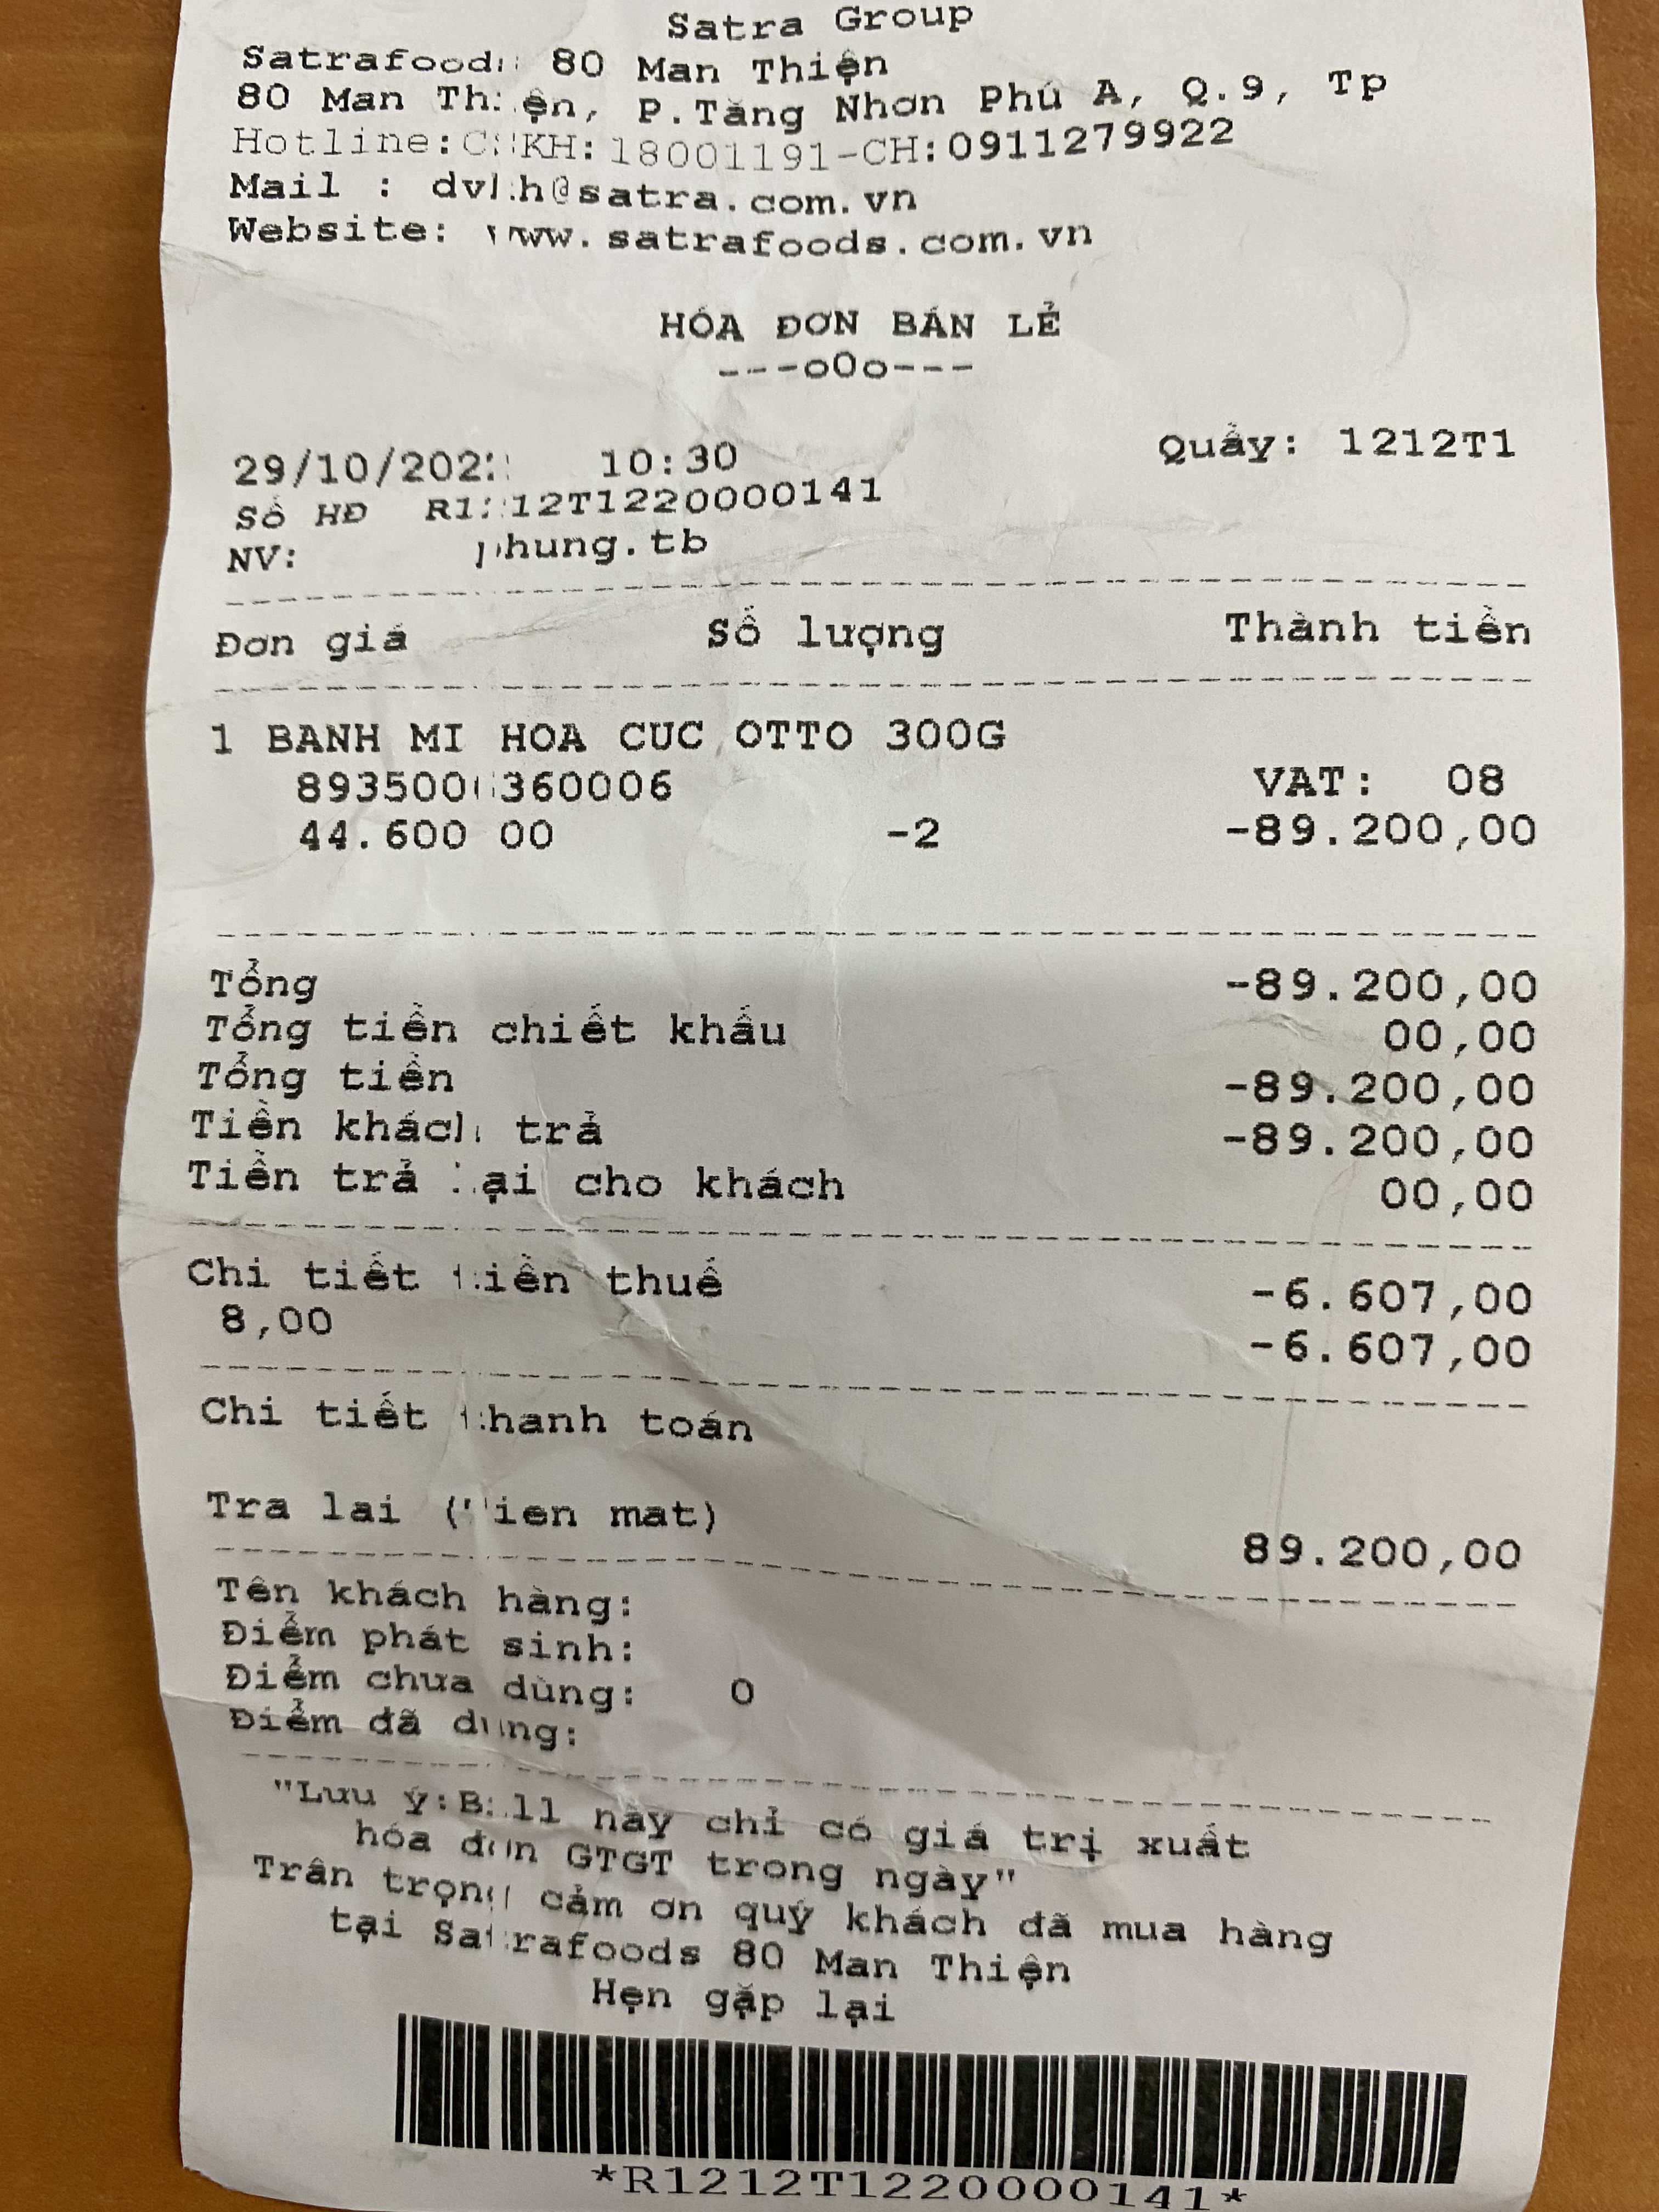 Satra Group
Satrafoods 80 Man Thiện
80 Man Thiện, P.Tăng Nhơn Phú A, Q.9, Tp
Hotline:CSKH:18001191-CH:0911279922
Mail : dvkh@satra.com.vn
Website: www.satrafoods.com.vn
HÓA ĐƠN BÁN LẺ
---oOo---
29/10/2022 10:30 Quầy: 1212T1
Số HĐ R1212T1220000141
NV: phung.tb
Đơn giá Số lượng Thành tiền
1 BANH MI HOA CUC OTTO 300G
VAT: 08
44.600 00 -2 -89.200,00
Tổng -89.200,00
Tổng tiền chiết khấu 00,00
Tổng tiền -89.200,00
Tiền khách trả -89.200,00
Tiền trả lại cho khách 00,00
Chi tiết tiền thuế -6.607,00
8,00 -6.607,00
Chi tiết thanh toán
Tra lai (Tien mat) 89.200,00
Tên khách hàng:
Điểm phát sinh:
Điểm chưa dùng: 0
Điểm đã dùng:
"Lưu ý:Bill này chỉ có giá trị xuất
hóa đơn GTGT trong ngày"
Trân trọng cảm ơn quý khách đã mua hàng
tại Satrafoods 80 Man Thiện
Hẹn gặp lại
*R1212T1220000141*